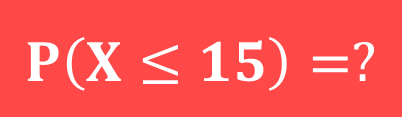 P(X ≤ 15) =?